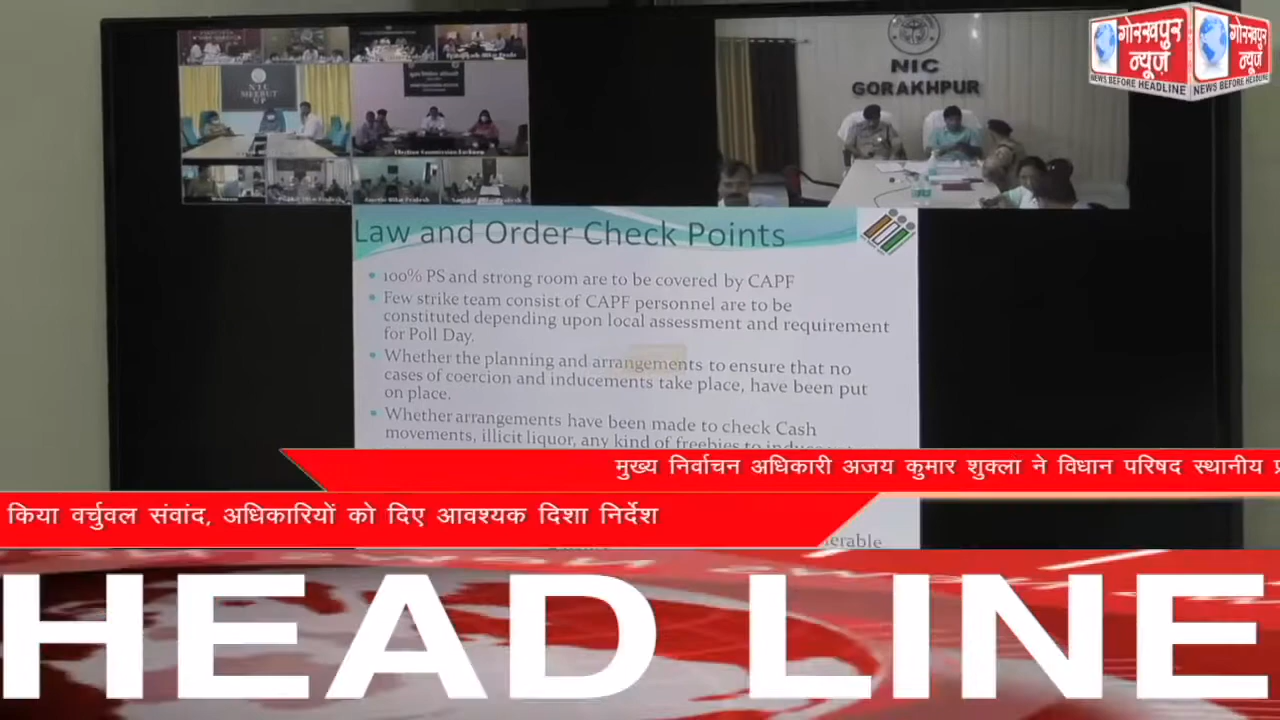 गोरखपुर
न्यूज़
NEWS BEFORE HEADLINE
गोरखपुर
न्यूज़
NEWS BEFORE HEADLINE
NIC
MEERUT
UP
Election Commission Lucknow
NIC
GORAKHPUR
Law and Order Check Points
• 100% PS and strong room are to be covered by CAPF
• Few strike team consist of CAPF personnel are to be
constituted depending upon local assessment and requirement
for Poll Day.
• Whether the planning and arrangements to ensure that no
cases of coercion and inducements take place, have been put
on place.
• Whether arrangements have been made to check Cash
movements, illicit liquor, any kind of freebies to
मुख्य निर्वाचन अधिकारी अजय कुमार शुक्ला ने विधान परिषद स्थानीय
किया वर्चुवल संवांद, अधिकारियों को दिए आवश्यक दिशा निर्देश
HEAD LINE